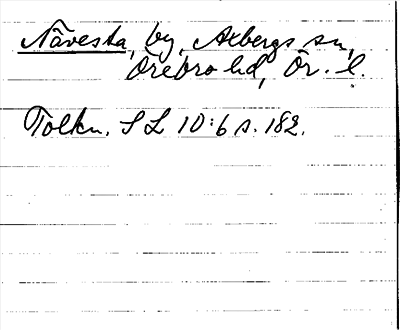 Nävesta, by, Axbergs sn,
Örebro hd, Ör. l.
Tolkn. SL 10:6 s. 182.